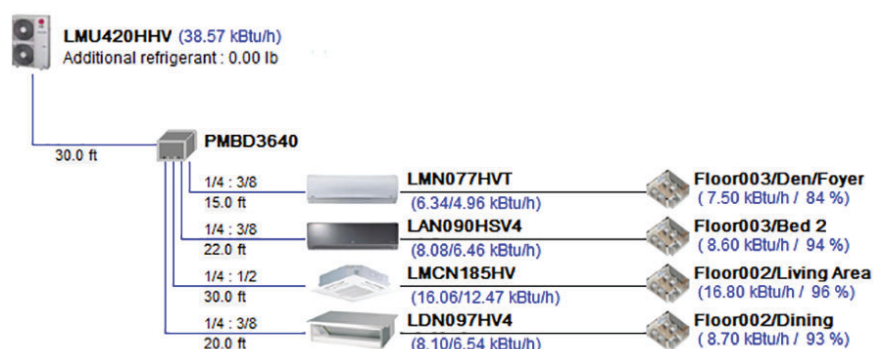 LMU420HHV (38.57 kBtu/h)
Additional refrigerant : 0.00 lb
PMBD3640
30.0 ft
1/4 : 3/8
15.0 ft
LMN077HVT
(6.34/4.96 kBtu/h)
Floor003/Den/Foyer
( 7.50 kBtu/h / 84 %)
1/4 : 3/8
22.0 ft
LAN090HSV4
(8.08/6.46 kBtu/h)
Floor003/Bed 2
( 8.60 kBtu/h / 94 %)
1/4 : 1/2
30.0 ft
LMCN185HV
(16.06/12.47 kBtu/h)
Floor002/Living Area
(16.80 kBtu/h / 96 %)
1/4 : 3/8
20.0 ft
LDN097HV4
(8.10/6.54 kBtu/h)
Floor002/Dining
( 8.70 kBtu/h / 93 %)